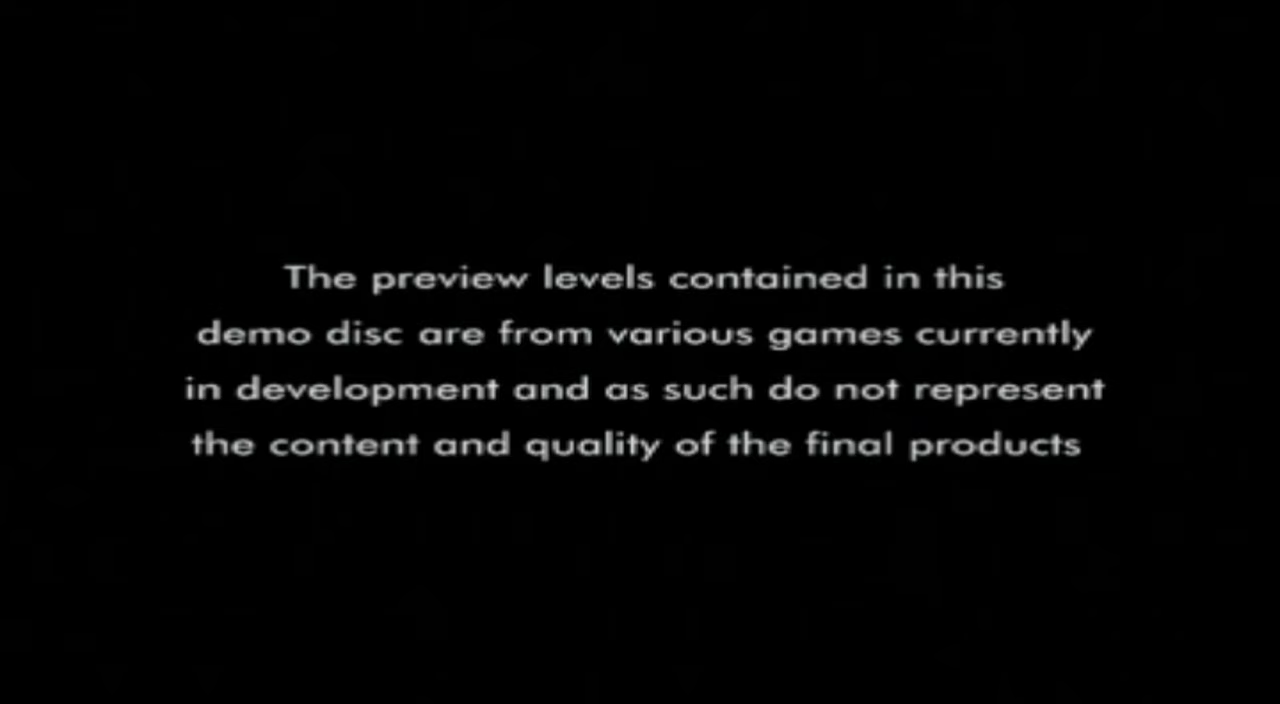 The preview levels contained in this
demo disc are from various games currently
in development and as such do not represent
the content and quality of the final products